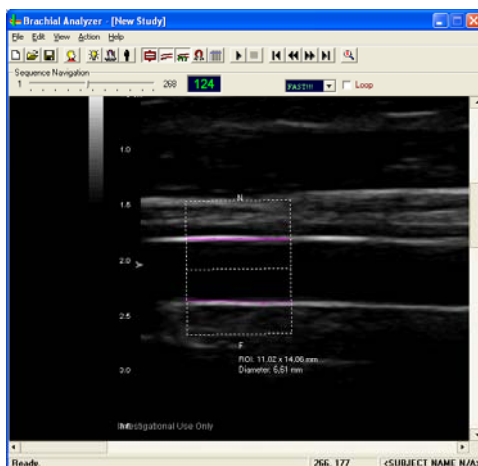 Brachial Analyzer - [New Study]
File Edit View Action Help
Sequence Navigation
1 268 124 FAST!!! Loop
1.0
N
1.5
2.0
2.5
F
ROI: 11.02 x 14.06 mm
Diameter: 6.61 mm
3.0
Investigational Use Only
Ready. 266, 177 <SUBJECT NAME N/A>